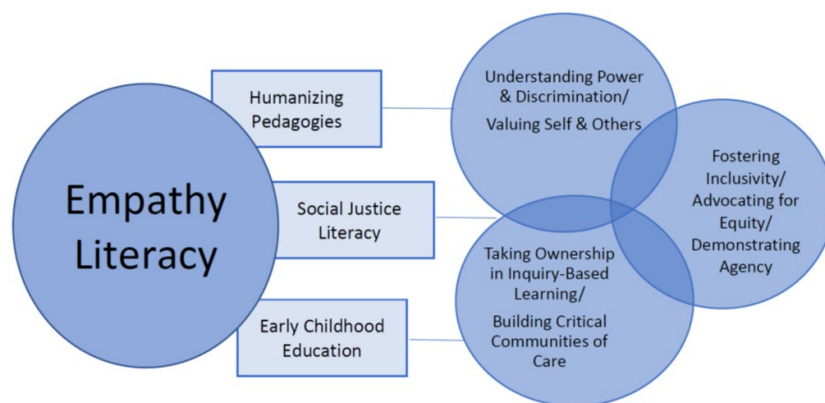 Empathy
Literacy
Humanizing
Pedagogies
Social Justice
Literacy
Early Childhood
Education
Understanding Power
& Discrimination/
Valuing Self & Others
Fostering
Inclusivity/
Advocating for
Equity/
Demonstrating
Agency
Taking Ownership
in Inquiry-Based
Learning/
Building Critical
Communities of
Care